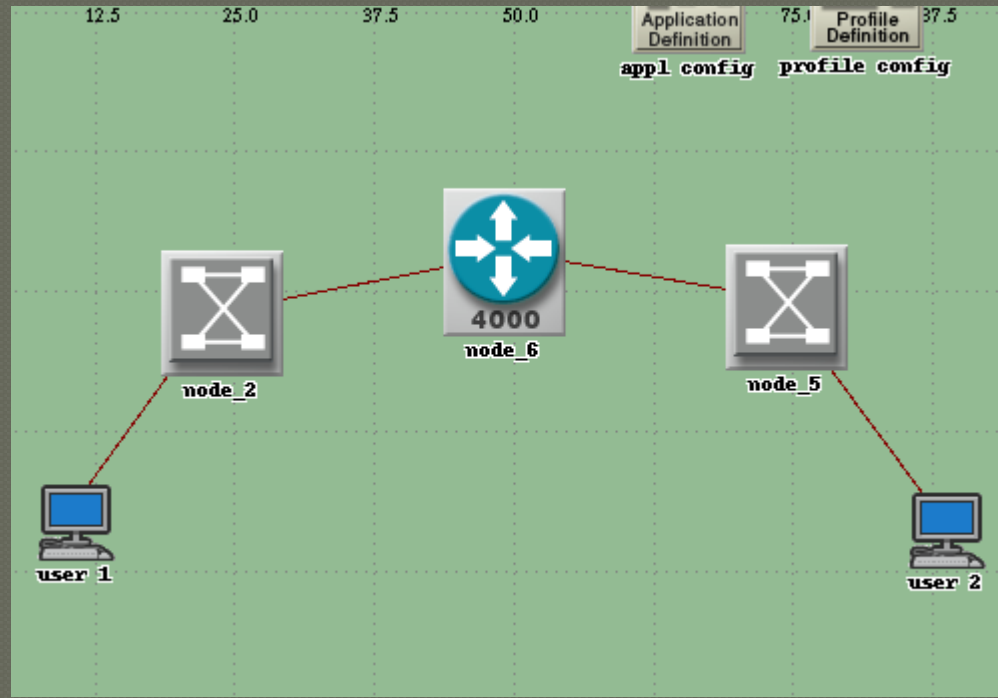 12.5 25.0 37.5 50.0 75. 37.5
Application
Definition
appl config
Profiile
Definition
profile config
4000
node_6
node_2
node_5
user 1
user 2